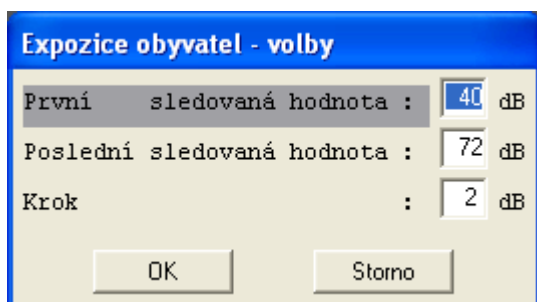 Expozice obyvatel - volby
První sledovaná hodnota : 40 dB
Poslední sledovaná hodnota : 72 dB
Krok : 2 dB
OK Storno